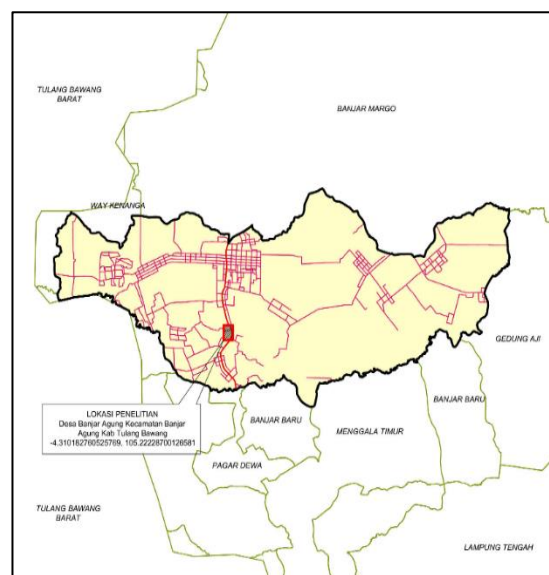 TULANG BAWANG
BARAT
BANJAR MARGO
WAY KENANGA
GEDUNG AJI
LOKASI PENELITIAN
Desa Banjar Agung Kecamatan Banjar
Agung Kab Tulang Bawang
-4.310182760525769, 105.22228700126581
BANJAR BARU
BANJAR BARU
MENGGALA TIMUR
PAGAR DEWA
TULANG BAWANG
BARAT
LAMPUNG TENGAH